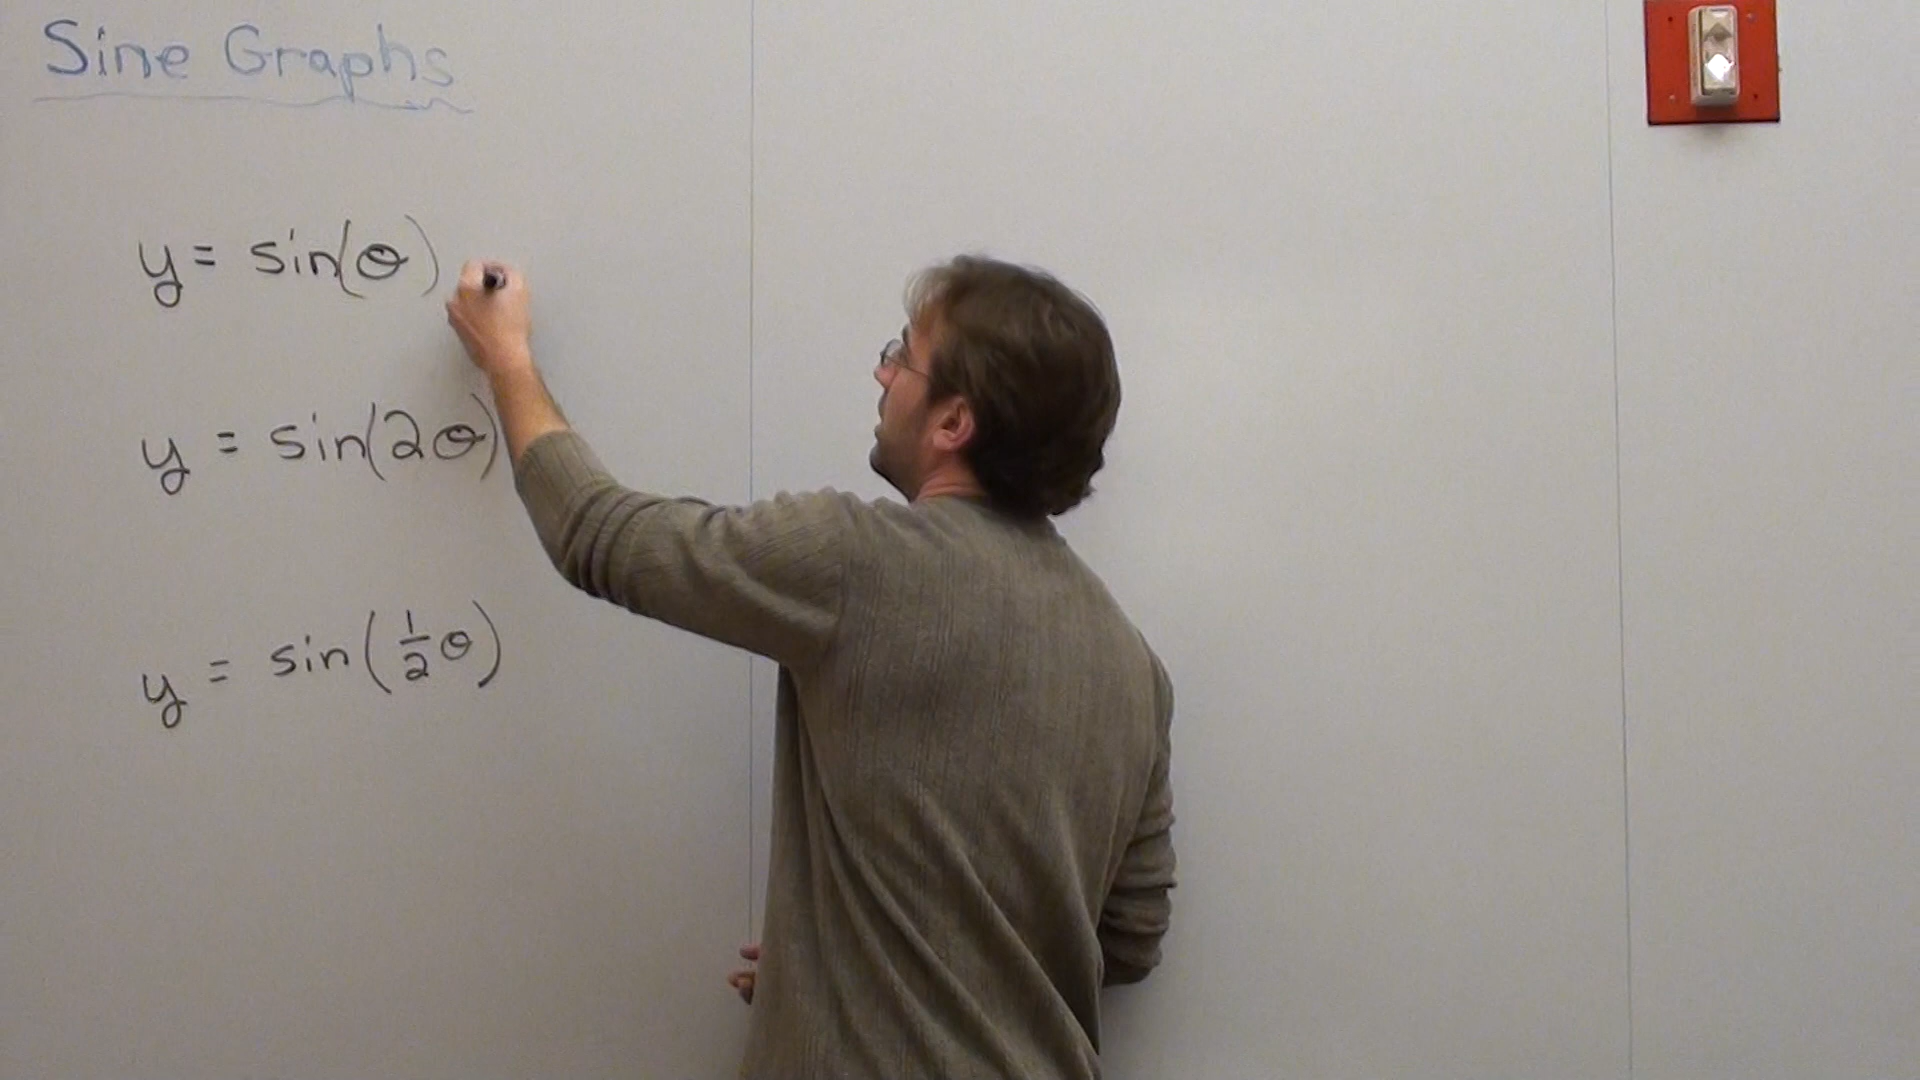 Sine Graphs
y = sin(θ)
y = sin(2θ)
y = sin(½θ)